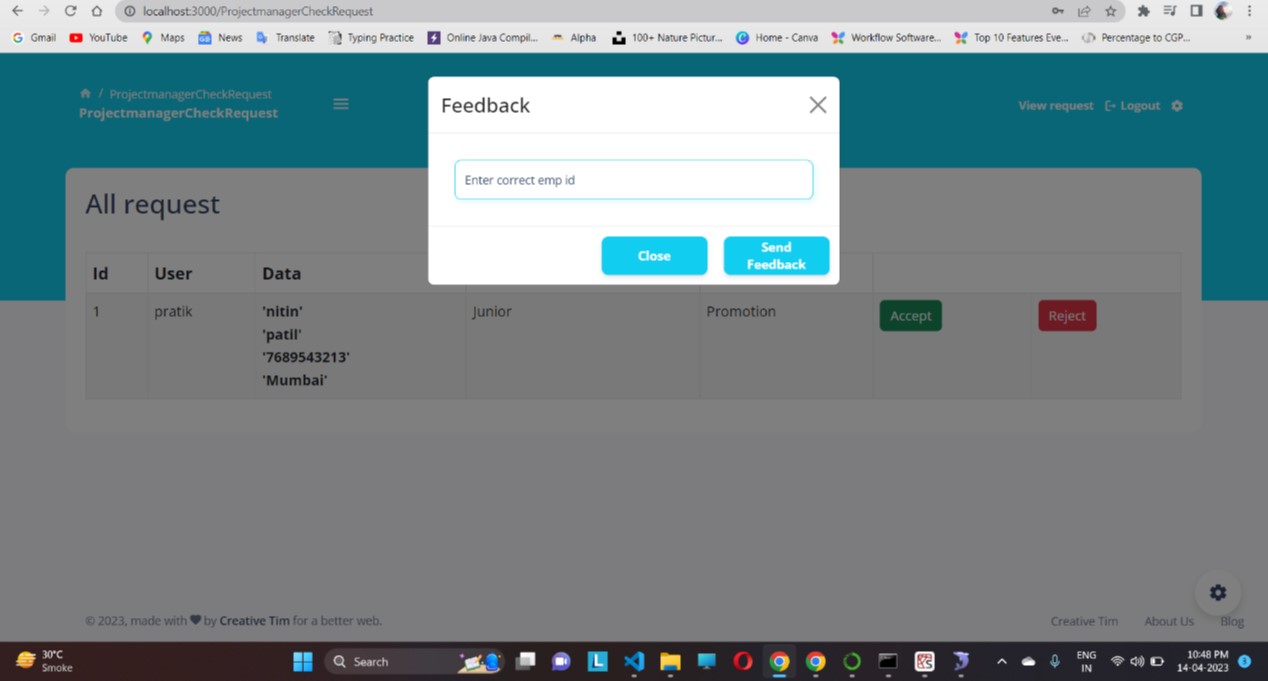 localhost:3000/ProjectmanagerCheckRequest
Gmail YouTube Maps News Translate Typing Practice Online Java Compil... Alpha 100+ Nature Pictur... Home - Canva Workflow Software... Top 10 Features Eve... Percentage to CGP... »
/ ProjectmanagerCheckRequest
ProjectmanagerCheckRequest
View request Logout
Feedback
Enter correct emp id
Close
Send
Feedback
All request
Id User Data
1 pratik 'nitin' Junior Promotion Accept Reject
'patil'
'7689543213'
'Mumbai'
© 2023, made with by Creative Tim for a better web.
Creative Tim About Us Blog
30°C
Smoke
Search
ENG
IN
10:48 PM
14-04-2023
3